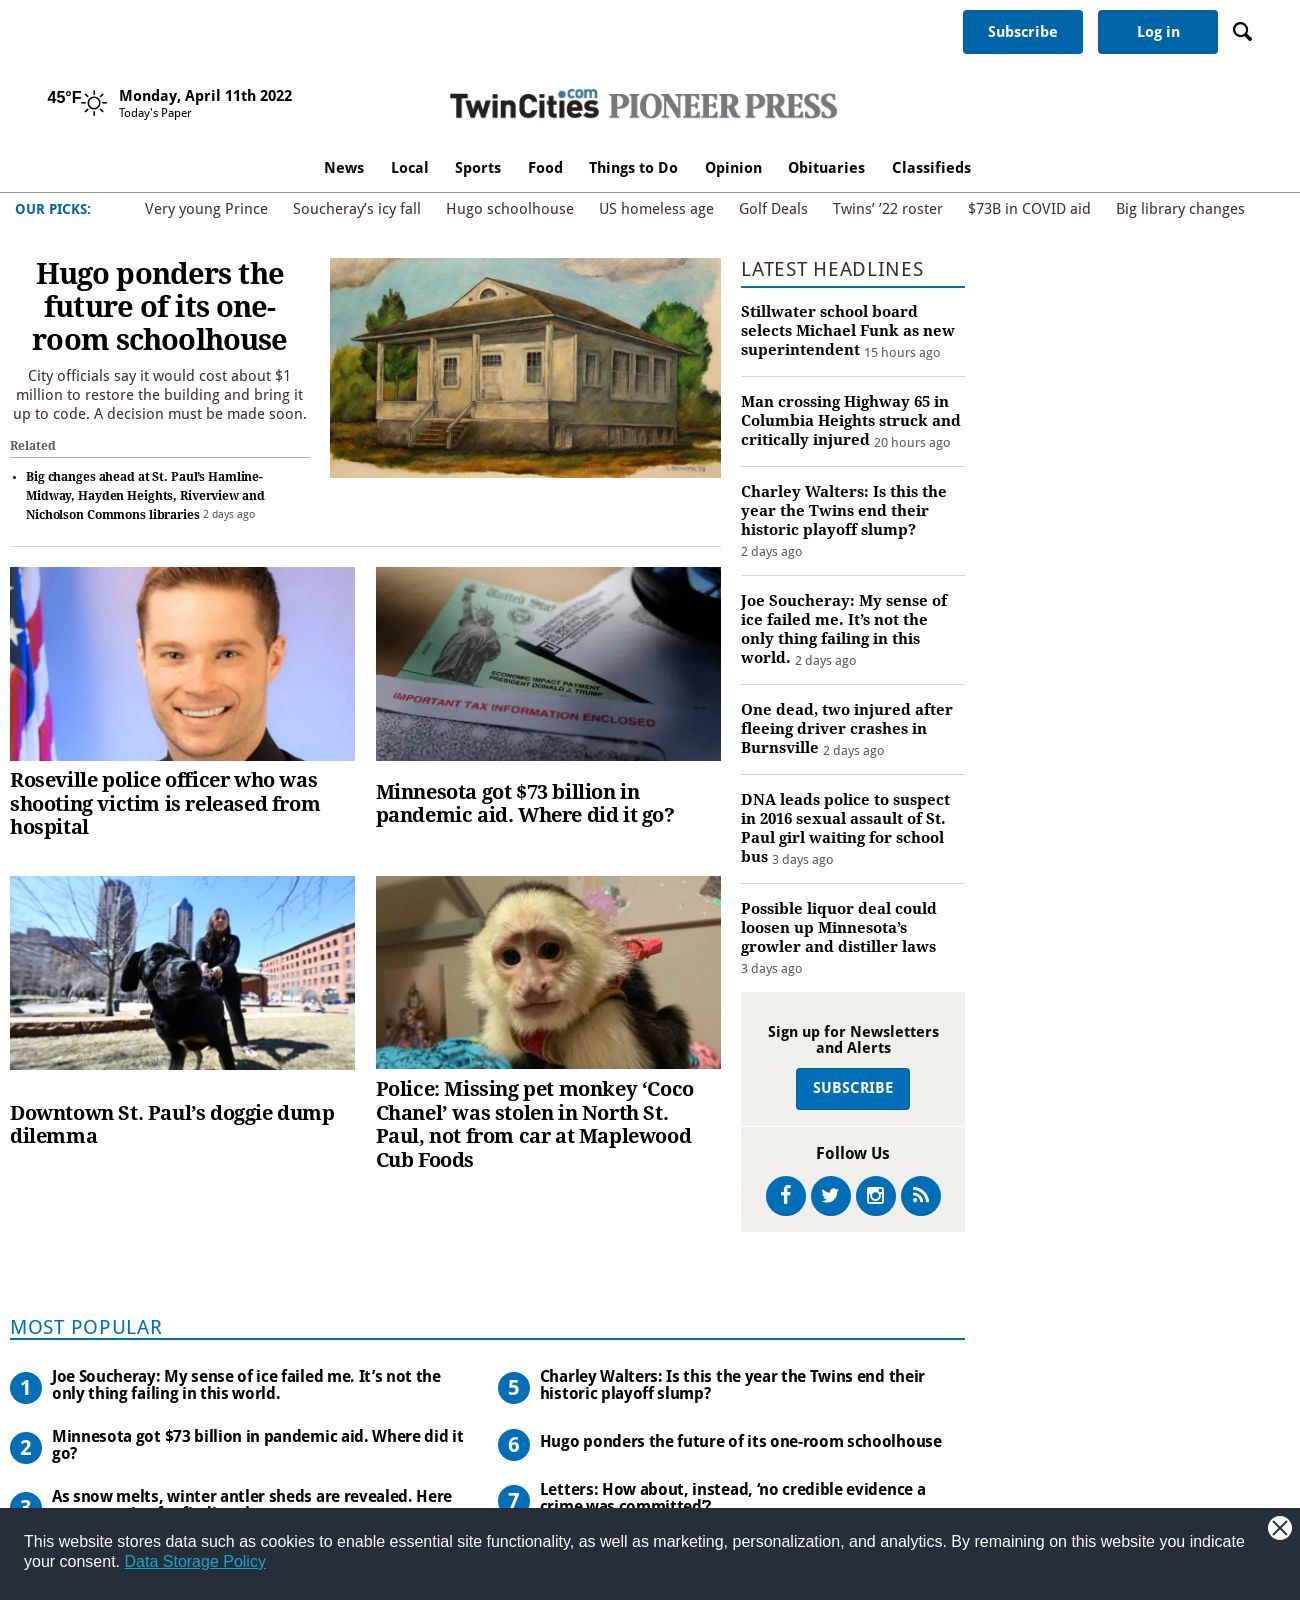 Subscribe
Log in
45°F
Monday, April 11th 2022
Today's Paper
TwinCities.com PIONEER PRESS
News Local Sports Food Things to Do Opinion Obituaries Classifieds
OUR PICKS: Very young Prince Soucheray’s icy fall Hugo schoolhouse US homeless age Golf Deals Twins’ ’22 roster $73B in COVID aid Big library changes
Hugo ponders the
future of its one-
room schoolhouse
City officials say it would cost about $1
million to restore the building and bring it
up to code. A decision must be made soon.
Related
• Big changes ahead at St. Paul’s Hamline-
Midway, Hayden Heights, Riverview and
Nicholson Commons libraries 2 days ago
ECONOMIC IMPACT PAYMENT
PRESIDENT DONALD J. TRUMP
IMPORTANT TAX INFORMATION ENCLOSED
Roseville police officer who was
shooting victim is released from
hospital
Minnesota got $73 billion in
pandemic aid. Where did it go?
Downtown St. Paul’s doggie dump
dilemma
Police: Missing pet monkey ‘Coco
Chanel’ was stolen in North St.
Paul, not from car at Maplewood
Cub Foods
LATEST HEADLINES
Stillwater school board
selects Michael Funk as new
superintendent 15 hours ago
Man crossing Highway 65 in
Columbia Heights struck and
critically injured 20 hours ago
Charley Walters: Is this the
year the Twins end their
historic playoff slump?
2 days ago
Joe Soucheray: My sense of
ice failed me. It’s not the
only thing failing in this
world. 2 days ago
One dead, two injured after
fleeing driver crashes in
Burnsville 2 days ago
DNA leads police to suspect
in 2016 sexual assault of St.
Paul girl waiting for school
bus 3 days ago
Possible liquor deal could
loosen up Minnesota’s
growler and distiller laws
3 days ago
Sign up for Newsletters
and Alerts
SUBSCRIBE
Follow Us
MOST POPULAR
1 Joe Soucheray: My sense of ice failed me. It’s not the
only thing failing in this world.
2 Minnesota got $73 billion in pandemic aid. Where did it
go?
3 As snow melts, winter antler sheds are revealed. Here
5 Charley Walters: Is this the year the Twins end their
historic playoff slump?
6 Hugo ponders the future of its one-room schoolhouse
7 Letters: How about, instead, ‘no credible evidence a
crime was committed’?
This website stores data such as cookies to enable essential site functionality, as well as marketing, personalization, and analytics. By remaining on this website you indicate
your consent. Data Storage Policy